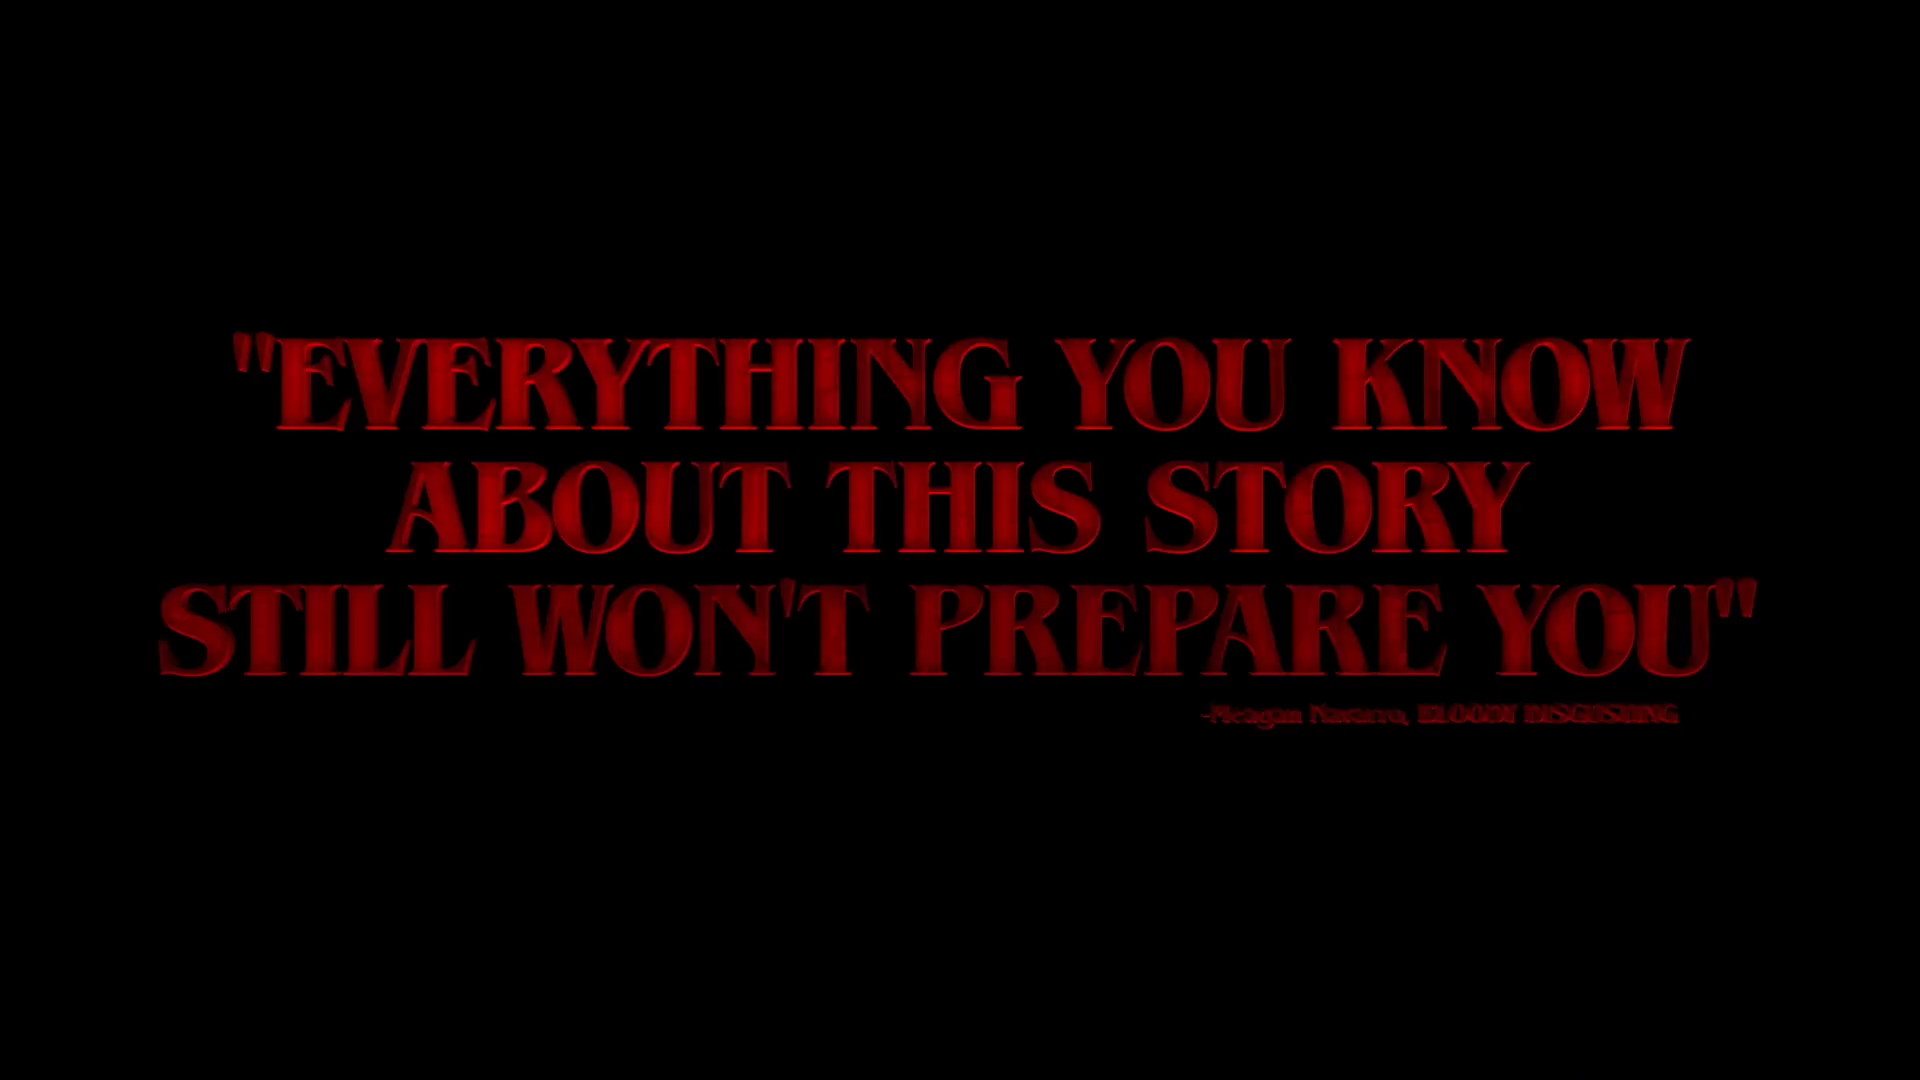 "EVERYTHING YOU KNOW
ABOUT THIS STORY
STILL WON'T PREPARE YOU"
-Meagan Navarro, BLOODY DISGUSTING